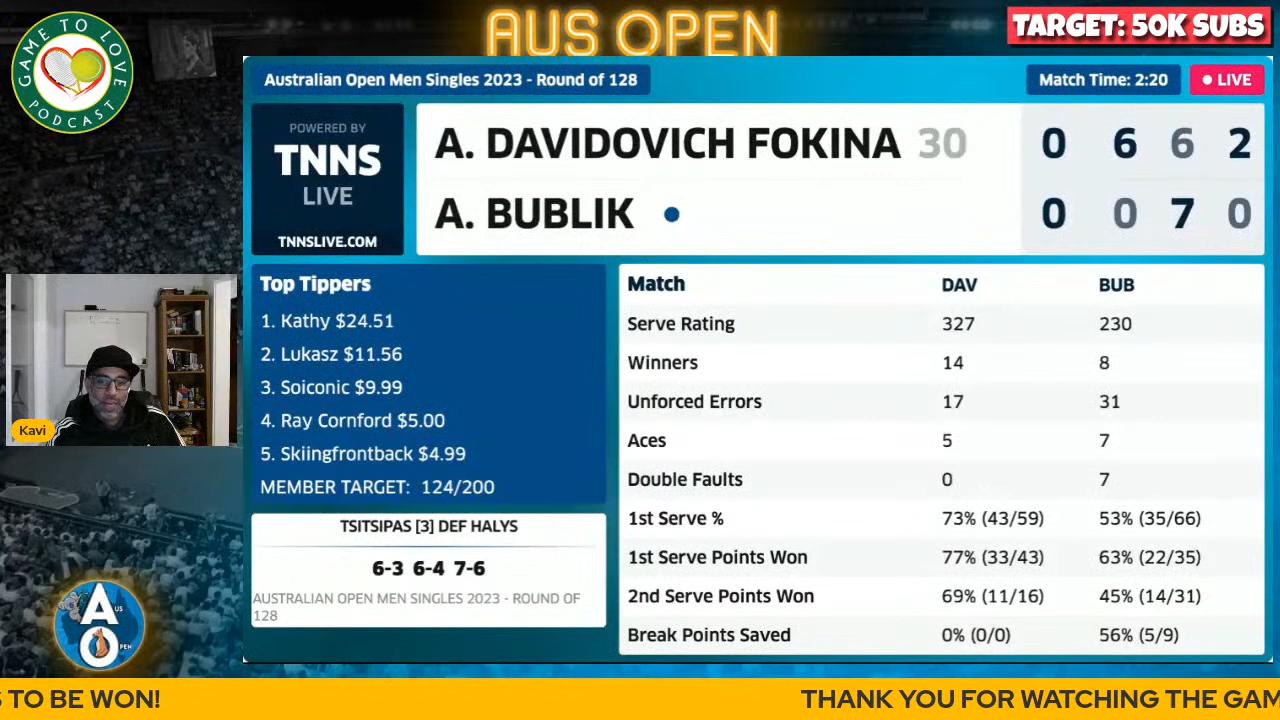 GAME TO LOVE
PODCAST
AUS OPEN
TARGET: 50K SUBS
Australian Open Men Singles 2023 - Round of 128
Match Time: 2:20
LIVE
POWERED BY
TNNS
LIVE
TNNSLIVE.COM
A. DAVIDOVICH FOKINA 30 0 6 6 2
A. BUBLIK 0 0 7 0
Top Tippers
1. Kathy $24.51
2. Lukasz $11.56
3. Soiconic $9.99
4. Ray Cornford $5.00
5. Skiingfrontback $4.99
MEMBER TARGET: 124/200
TSITSIPAS [3] DEF HALYS
6-3 6-4 7-6
AUSTRALIAN OPEN MEN SINGLES 2023 - ROUND OF
128
Match DAV BUB
Serve Rating 327 230
Winners 14 8
Unforced Errors 17 31
Aces 5 7
Double Faults 0 7
1st Serve % 73% (43/59) 53% (35/66)
1st Serve Points Won 77% (33/43) 63% (22/35)
2nd Serve Points Won 69% (11/16) 45% (14/31)
Break Points Saved 0% (0/0) 56% (5/9)
Kavi
AUS
OPEN
S TO BE WON!
THANK YOU FOR WATCHING THE GAM